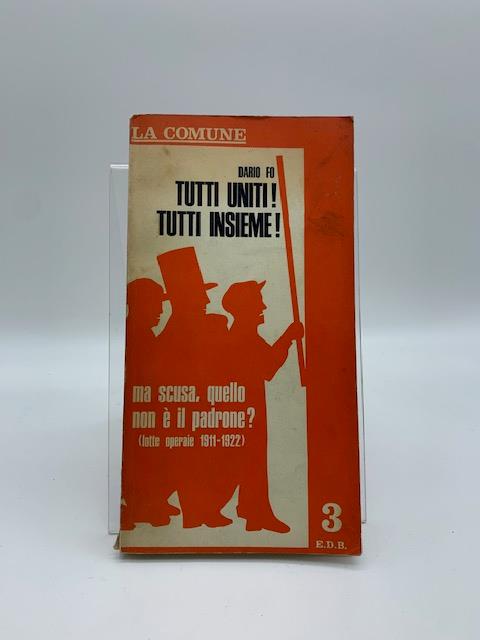 LA COMUNE
DARIO FO
TUTTI UNITI!
TUTTI INSIEME!
ma scusa, quello
non è il padrone?
(lotte operaie 1911-1922)
3
E.D.B.